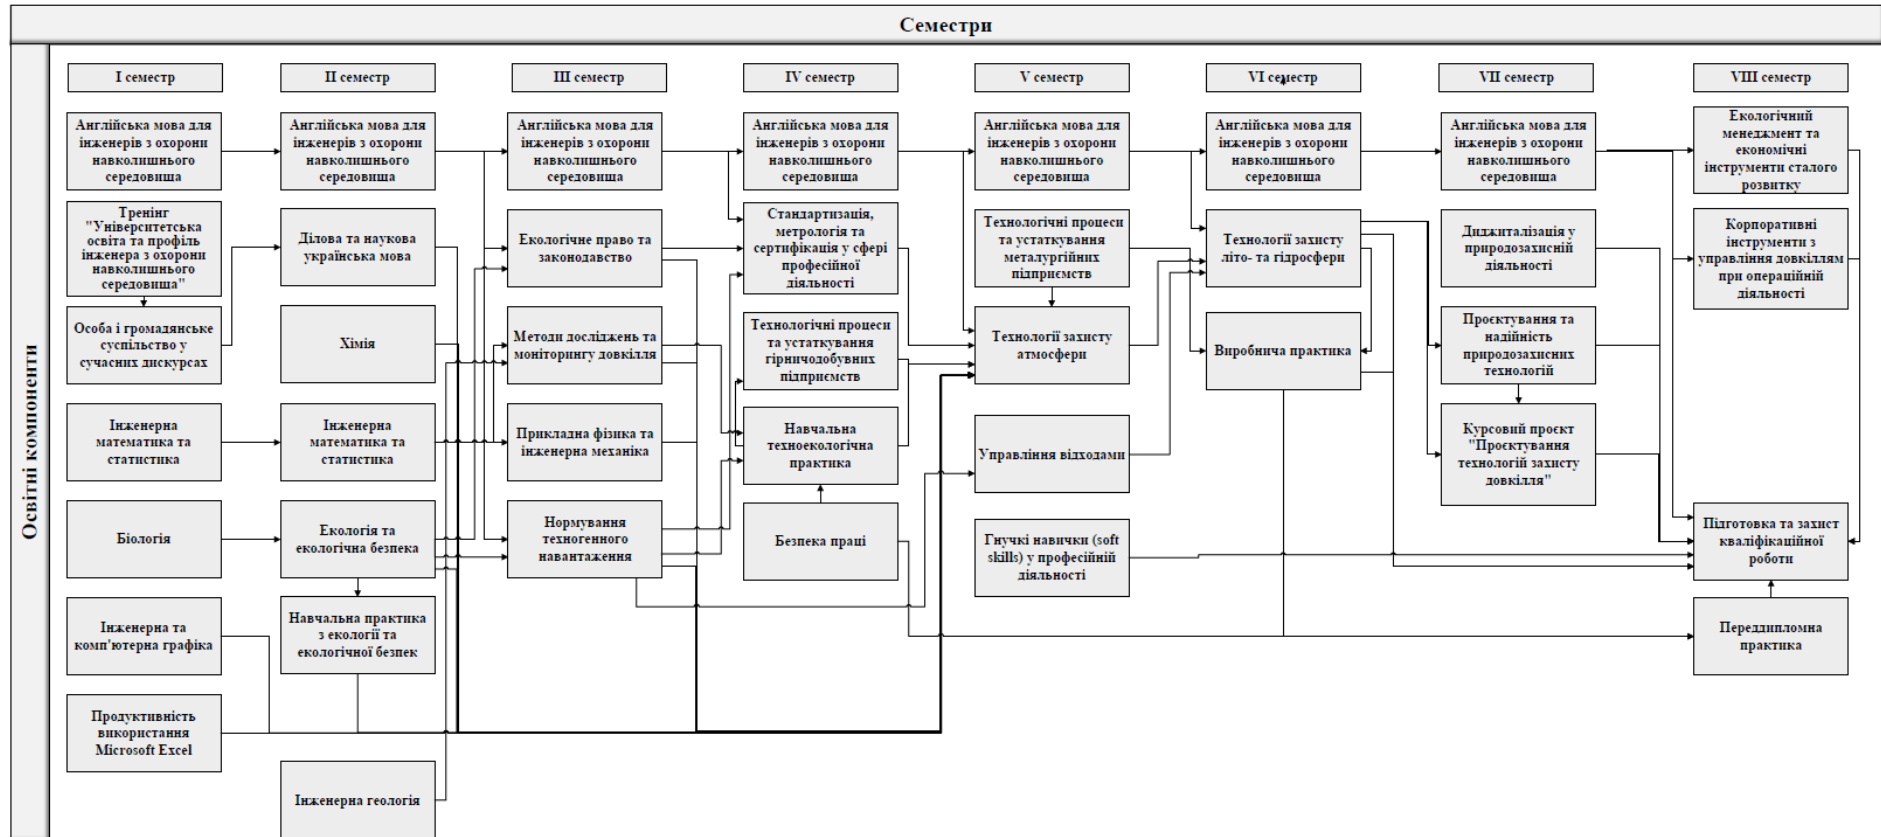 Семестри
Освітні компоненти
I семестр
II семестр
III семестр
IV семестр
V семестр
VI семестр
VII семестр
VIII семестр
Англійська мова для
інженерів з охорони
навколишнього
середовища
Тренінг
"Університетська
освіта та профіль
інженера з охорони
навколишнього
середовища"
Особа і громадянське
суспільство у
сучасних дискурсах
Інженерна
математика та
статистика
Біологія
Інженерна та
комп'ютерна графіка
Продуктивність
використання
Microsoft Excel
Англійська мова для
інженерів з охорони
навколишнього
середовища
Ділова та наукова
українська мова
Хімія
Інженерна
математика та
статистика
Екологія та
екологічна безпека
Навчальна практика
з екології та
екологічної безпек
Інженерна геологія
Англійська мова для
інженерів з охорони
навколишнього
середовища
Екологічне право та
законодавство
Методи досліджень та
моніторингу довкілля
Прикладна фізика та
інженерна механіка
Нормування
техногенного
навантаження
Англійська мова для
інженерів з охорони
навколишнього
середовища
Стандартизація,
метрологія та
сертифікація у сфері
професійної
діяльності
Технологічні процеси
та устаткування
гірничодобувних
підприємств
Навчальна
техноекологічна
практика
Безпека праці
Англійська мова для
інженерів з охорони
навколишнього
середовища
Технологічні процеси
та устаткування
металургійних
підприємств
Технології захисту
атмосфери
Управління відходами
Гнучкі навички (soft
skills) у професійній
діяльності
Англійська мова для
інженерів з охорони
навколишнього
середовища
Технології захисту
літо- та гідросфери
Виробнича практика
Англійська мова для
інженерів з охорони
навколишнього
середовища
Диджиталізація у
природозахисній
діяльності
Проєктування та
надійність
природозахисних
технологій
Курсовий проєкт
"Проєктування
технологій захисту
довкілля"
Екологічний
менеджмент та
економічні
інструменти сталого
розвитку
Корпоративні
інструменти з
управління довкіллям
при операційній
діяльності
Підготовка та захист
кваліфікаційної
роботи
Переддипломна
практика